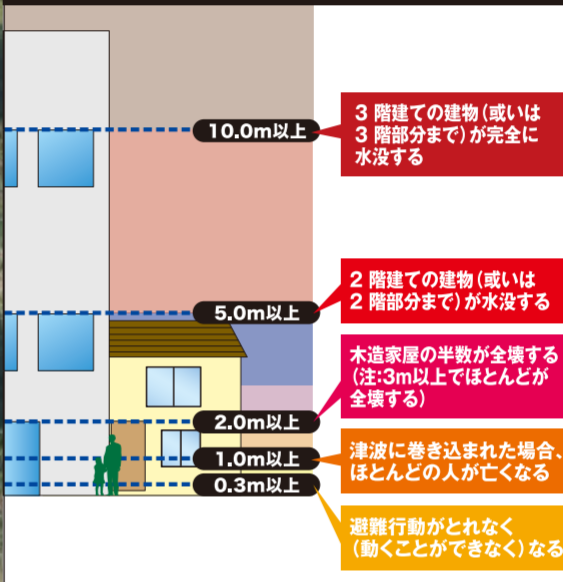 10.0m以上
3 階建ての建物(或いは
3 階部分まで)が完全に
水没する
5.0m以上
2 階建ての建物(或いは
2 階部分まで)が水没する
2.0m以上
木造家屋の半数が全壊する
(注:3m以上でほとんどが
全壊する)
1.0m以上
津波に巻き込まれた場合、
ほとんどの人が亡くなる
0.3m以上
避難行動がとれなく
(動くことができなく)なる